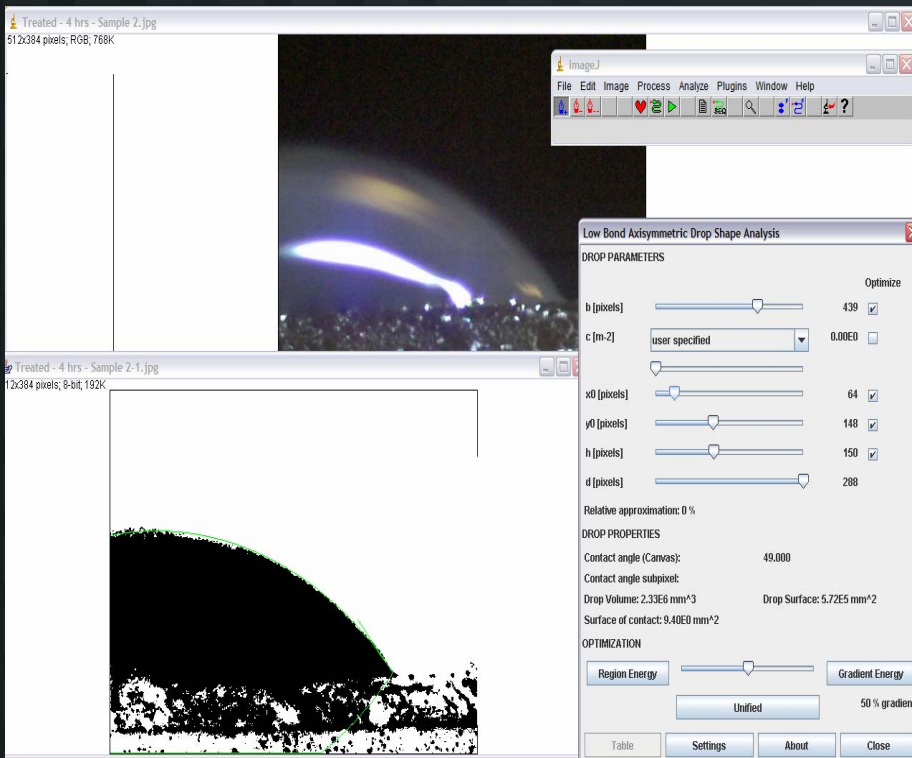 Treated - 4 hrs - Sample 2.jpg
512x384 pixels; RGB; 768K
ImageJ
File Edit Image Process Analyze Plugins Window Help
SEQ
?
Low Bond Axisymmetric Drop Shape Analysis
DROP PARAMETERS
Optimize
b [pixels] 439
c [m-2] user specified 0.00E0
x0 [pixels] 64
y0 [pixels] 148
h [pixels] 150
d [pixels] 288
Relative approximation: 0 %
DROP PROPERTIES
Contact angle (Canvas): 49.000
Contact angle subpixel:
Drop Volume: 2.33E6 mm^3 Drop Surface: 5.72E5 mm^2
Surface of contact: 9.40E0 mm^2
OPTIMIZATION
Region Energy Gradient Energy
Unified 50 % gradien
Table Settings About Close
Treated - 4 hrs - Sample 2-1.jpg
12x384 pixels; 8-bit; 192K